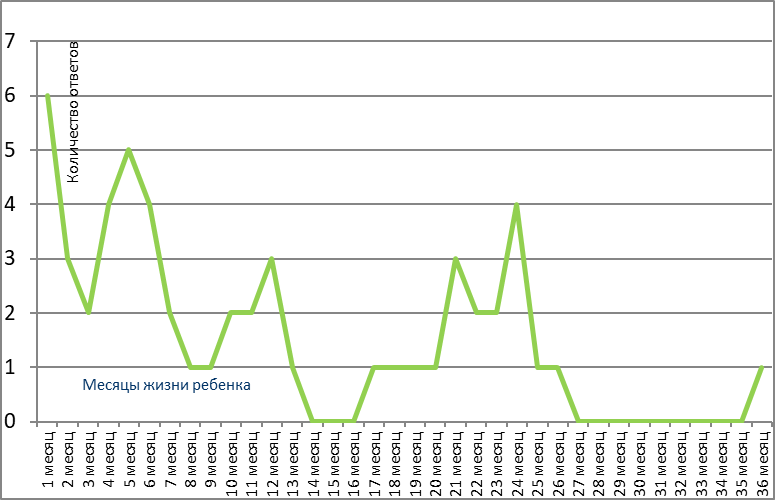 7
6
5
4
3
2
1
0
Количество ответов
Месяцы жизни ребенка
1 месяц
2 месяц
3 месяц
4 месяц
5 месяц
6 месяц
7 месяц
8 месяц
9 месяц
10 месяц
11 месяц
12 месяц
13 месяц
14 месяц
15 месяц
16 месяц
17 месяц
18 месяц
19 месяц
20 месяц
21 месяц
22 месяц
23 месяц
24 месяц
25 месяц
26 месяц
27 месяц
28 месяц
29 месяц
30 месяц
31 месяц
32 месяц
33 месяц
34 месяц
35 месяц
36 месяц